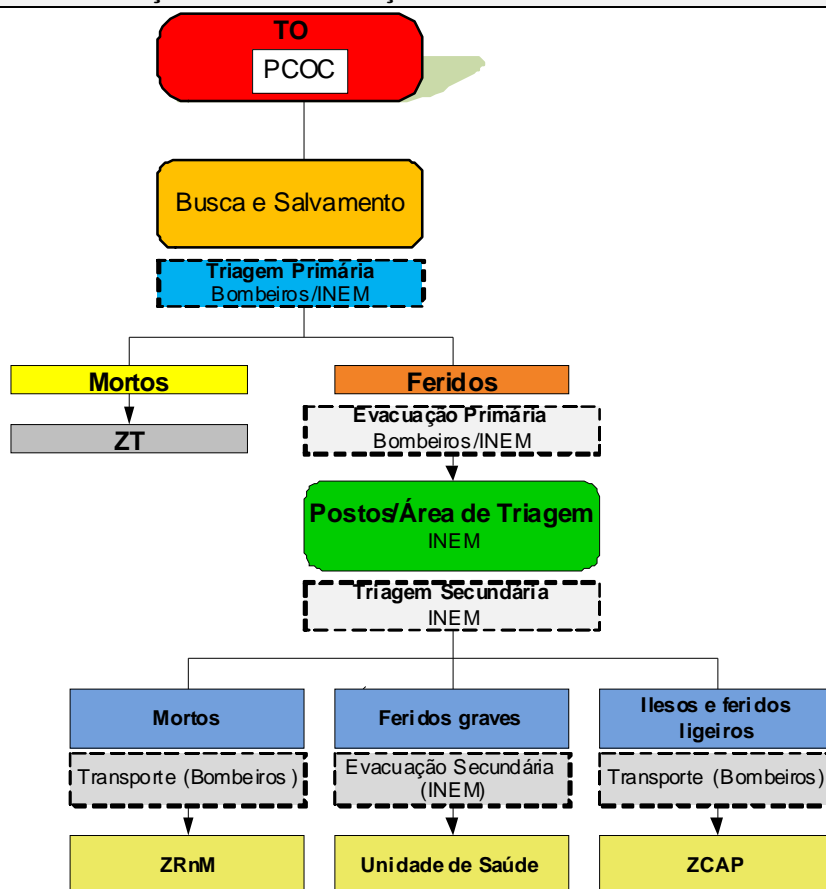 TO
PCOC
Busca e Salvamento
Triagem Primária
Bombeiros/INEM
Mortos
Feridos
ZT
Evacuação Primária
Bombeiros/INEM
Postos/Área de Triagem
INEM
Triagem Secundária
INEM
Mortos
Feridos graves
Ilesos e feridos
ligeiros
Transporte (Bombeiros)
Evacuação Secundária
(INEM)
Transporte (Bombeiros)
ZRnM
Unidade de Saúde
ZCAP